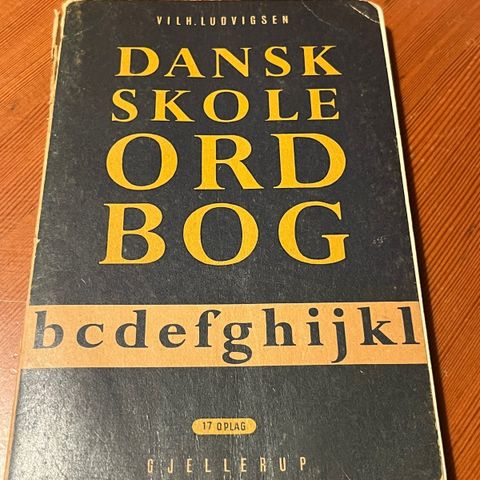 VILH. LUDVIGSEN
DANSK
SKOLE
ORD
BOG
bcdefghijkl
17 OPLAG
GJELLERUP